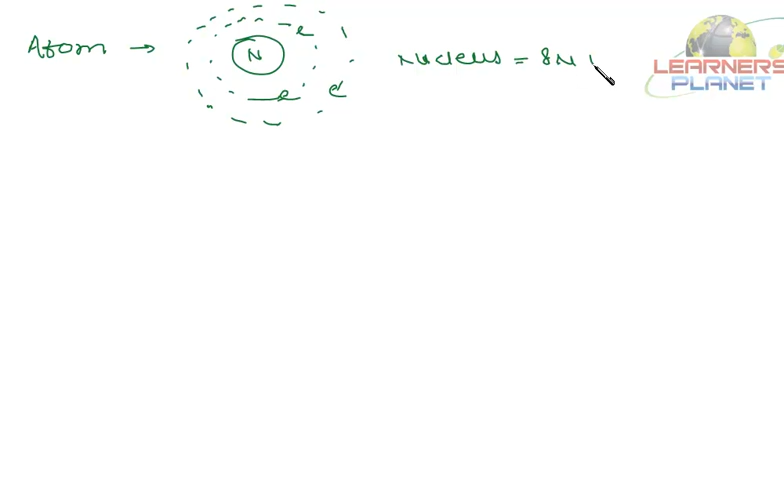 Atom → N e e e nucleus = 8N
LEARNERS
PLANET